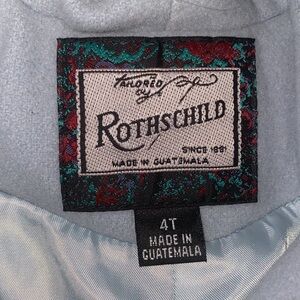 TAILORED
by
ROTHSCHILD
SINCE 1881
MADE IN GUATEMALA
4T
MADE IN
GUATEMALA